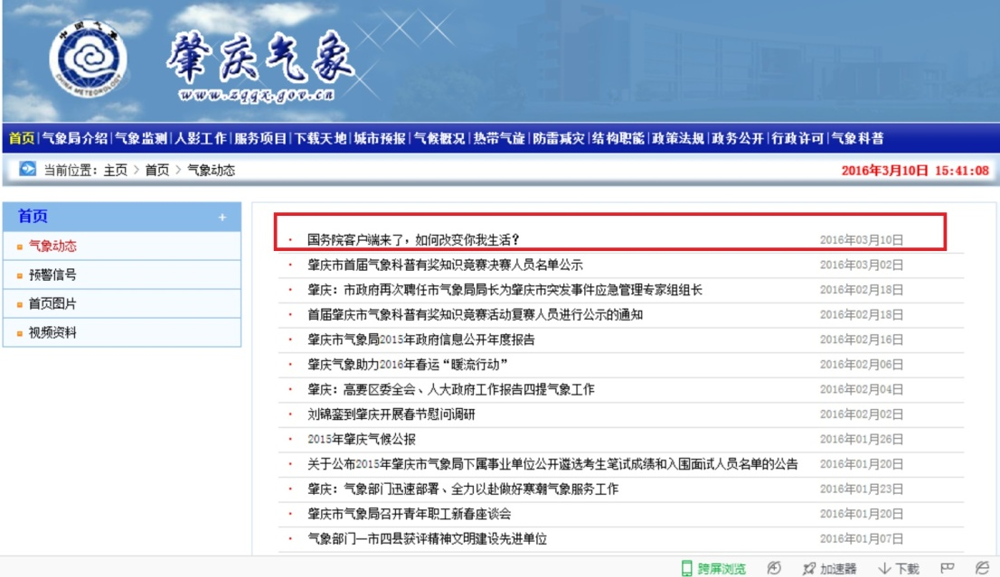 中国气象
CHINA METEOROLOGY
肇庆气象
www.zqqx.gov.cn
首页|气象局介绍|气象监测|人影工作|服务项目|下载天地|城市预报|气候概况|热带气旋|防雷减灾|结构职能|政策法规|政务公开|行政许可|气象科普
当前位置：主页 > 首页 > 气象动态 2016年3月10日 15:41:08
首页 +
气象动态
预警信号
首页图片
视频资料
· 国务院客户端来了，如何改变你我生活？ 2016年03月10日
· 肇庆市首届气象科普有奖知识竞赛决赛人员名单公示 2016年03月02日
· 肇庆：市政府再次聘任市气象局局长为肇庆市突发事件应急管理专家组组长 2016年02月18日
· 首届肇庆市气象科普有奖知识竞赛活动复赛人员进行公示的通知 2016年02月18日
· 肇庆市气象局2015年政府信息公开年度报告 2016年02月16日
· 肇庆气象助力2016年春运“暖流行动” 2016年02月06日
· 肇庆：高要区委全会、人大政府工作报告四提气象工作 2016年02月04日
· 刘锦銮到肇庆开展春节慰问调研 2016年02月02日
· 2015年肇庆气候公报 2016年01月26日
· 关于公布2015年肇庆市气象局下属事业单位公开遴选考生笔试成绩和入围面试人员名单的公告 2016年01月20日
· 肇庆：气象部门迅速部署、全力以赴做好寒潮气象服务工作 2016年01月23日
· 肇庆市气象局召开青年职工新春座谈会 2016年01月20日
· 气象部门一市四县获评精神文明建设先进单位 2016年01月07日
跨屏浏览 加速器 下载